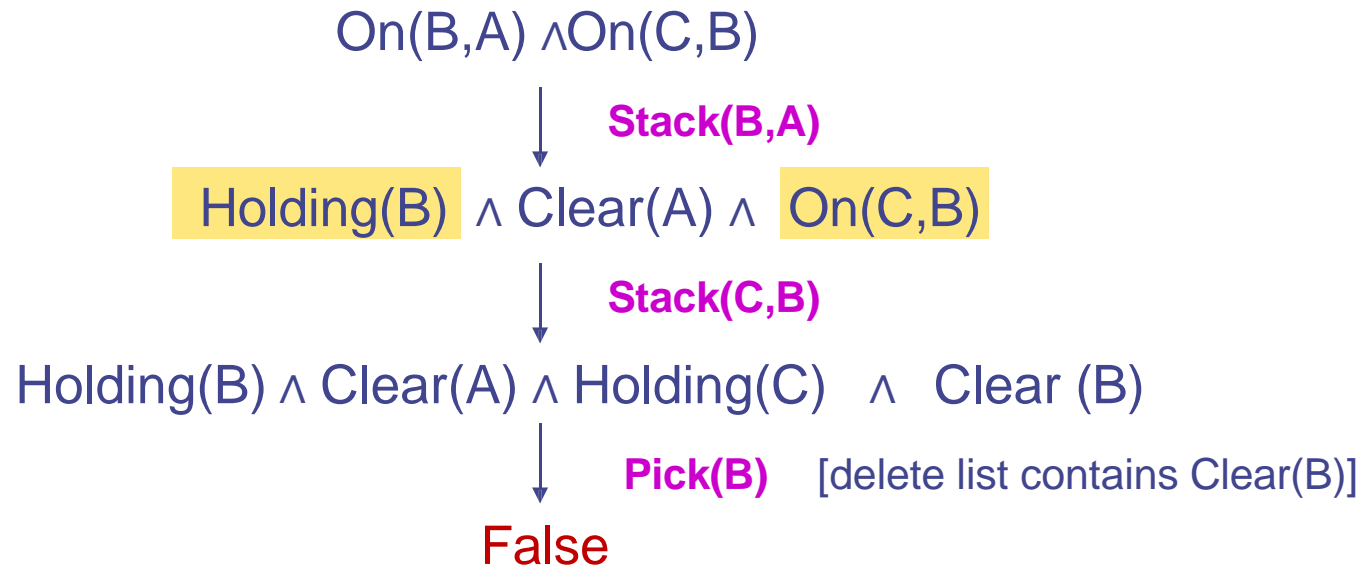 On(B,A) ∧On(C,B)
Stack(B,A)
Holding(B) ∧ Clear(A) ∧ On(C,B)
Stack(C,B)
Holding(B) ∧ Clear(A) ∧ Holding(C) ∧ Clear (B)
Pick(B) [delete list contains Clear(B)]
False